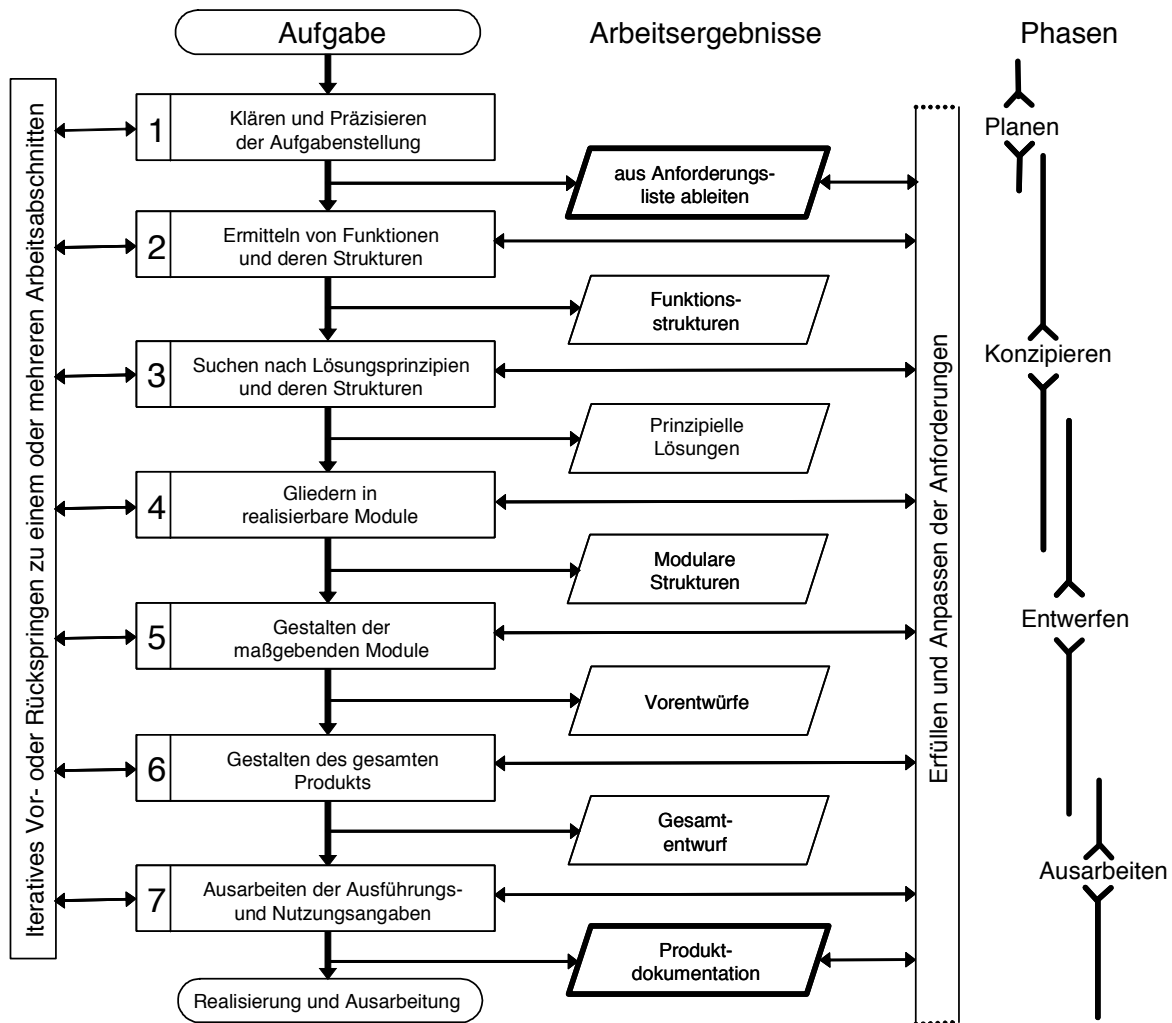 Aufgabe
Arbeitsergebnisse
Phasen
Iteratives Vor- oder Rückspringen zu einem oder mehreren Arbeitsabschnitten
1
Klären und Präzisieren
der Aufgabenstellung
Planen
aus Anforderungs-
liste ableiten
2
Ermitteln von Funktionen
und deren Strukturen
Funktions-
strukturen
3
Suchen nach Lösungsprinzipien
und deren Strukturen
Konzipieren
Prinzipielle
Lösungen
Erfüllen und Anpassen der Anforderungen
4
Gliedern in
realisierbare Module
Modulare
Strukturen
5
Gestalten der
maßgebenden Module
Entwerfen
Vorentwürfe
6
Gestalten des gesamten
Produkts
Gesamt-
entwurf
7
Ausarbeiten der Ausführungs-
und Nutzungsangaben
Ausarbeiten
Produkt-
dokumentation
Realisierung und Ausarbeitung